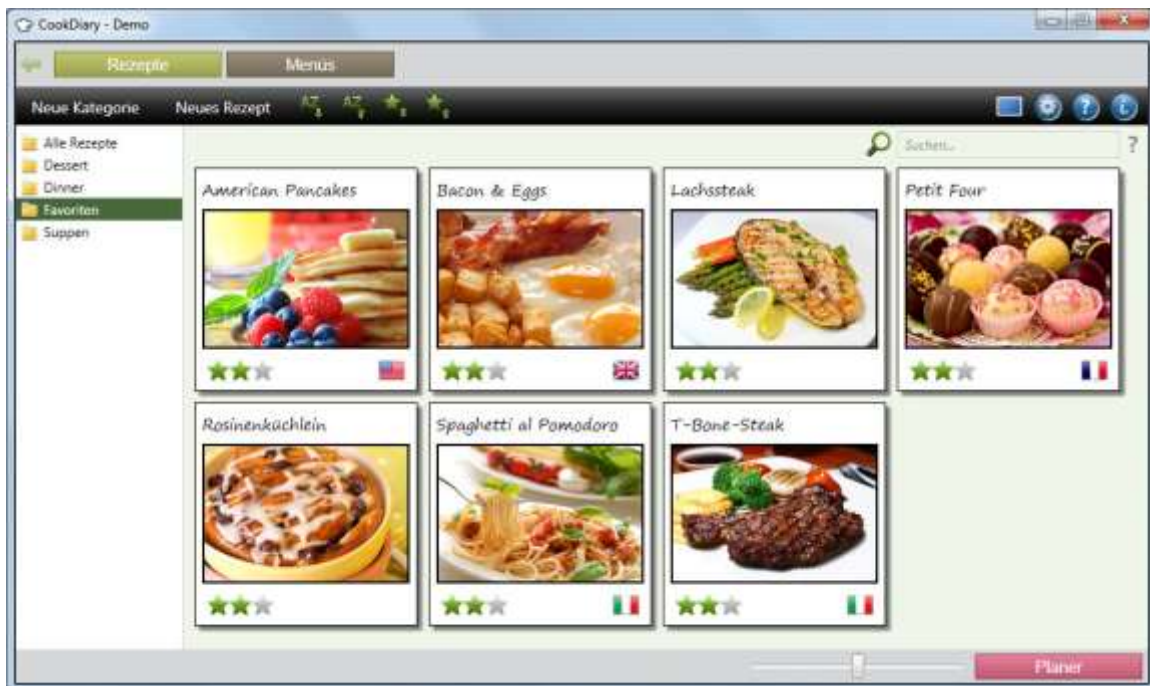 CookDiary - Demo
Rezepte Menüs
Neue Kategorie Neues Rezept
Suchen... ?
Alle Rezepte
Dessert
Dinner
Favoriten
Suppen
American Pancakes Bacon & Eggs Lachssteak Petit Four
Rosinenküchlein Spaghetti al Pomodoro T-Bone-Steak
Planer